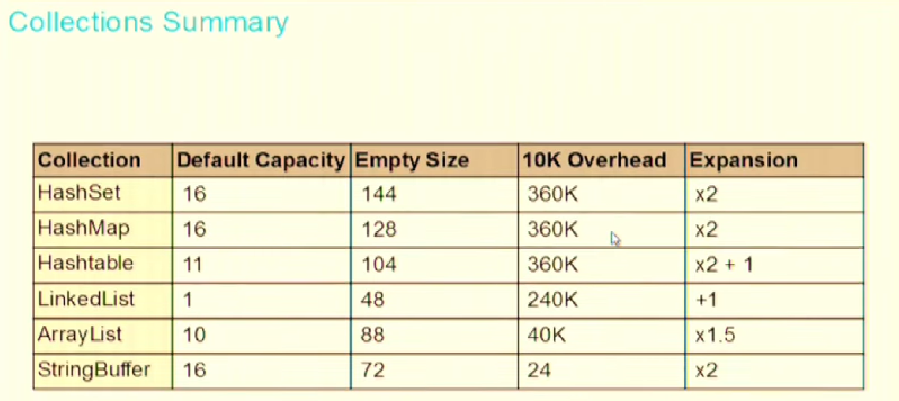 Collections Summary
Collection Default Capacity Empty Size 10K Overhead Expansion
HashSet 16 144 360K x2
HashMap 16 128 360K x2
Hashtable 11 104 360K x2 + 1
LinkedList 1 48 240K +1
ArrayList 10 88 40K x1.5
StringBuffer 16 72 24 x2